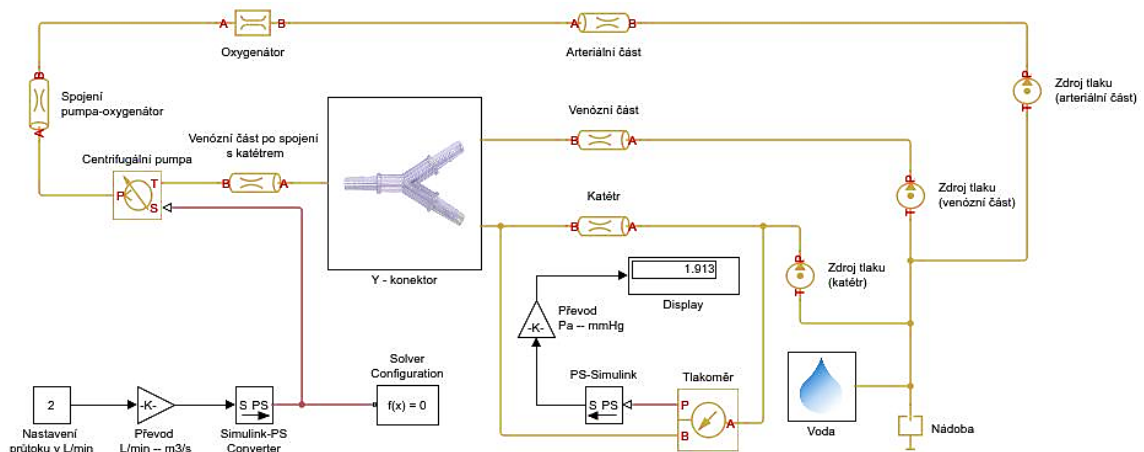 A
B
Oxygenátor
A
B
Arteriální část
B
A
Spojení
pumpa-oxygenátor
P
T
Zdroj tlaku
(arteriální část)
Venózní část po spojení
s katétrem
Centrifugální pumpa
P
T
S
B
A
Y - konektor
Venózní část
B
A
P
T
Zdroj tlaku
(venózní část)
Katétr
B
A
P
T
Zdroj tlaku
(katétr)
1.913
Display
-K-
Převod
Pa -- mmHg
PS-Simulink
S PS
Tlakoměr
P
B
A
Voda
Nádoba
2
Nastavení
průtoku v L/min
-K-
Převod
L/min -- m3/s
S PS
Simulink-PS
Converter
Solver
Configuration
f(x) = 0